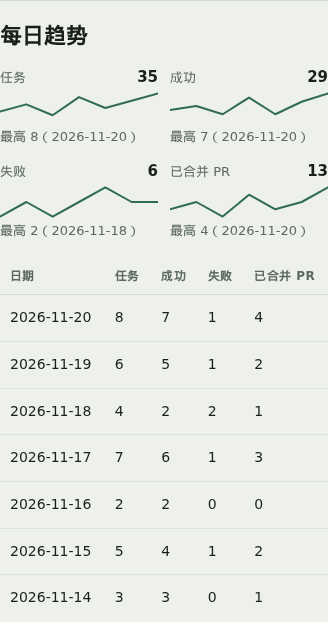 每日趋势
任务 35
成功 29
最高 8（2026-11-20）
最高 7（2026-11-20）
失败 6
已合并 PR 13
最高 2（2026-11-18）
最高 4（2026-11-20）
日期 任务 成功 失败 已合并 PR
2026-11-20 8 7 1 4
2026-11-19 6 5 1 2
2026-11-18 4 2 2 1
2026-11-17 7 6 1 3
2026-11-16 2 2 0 0
2026-11-15 5 4 1 2
2026-11-14 3 3 0 1